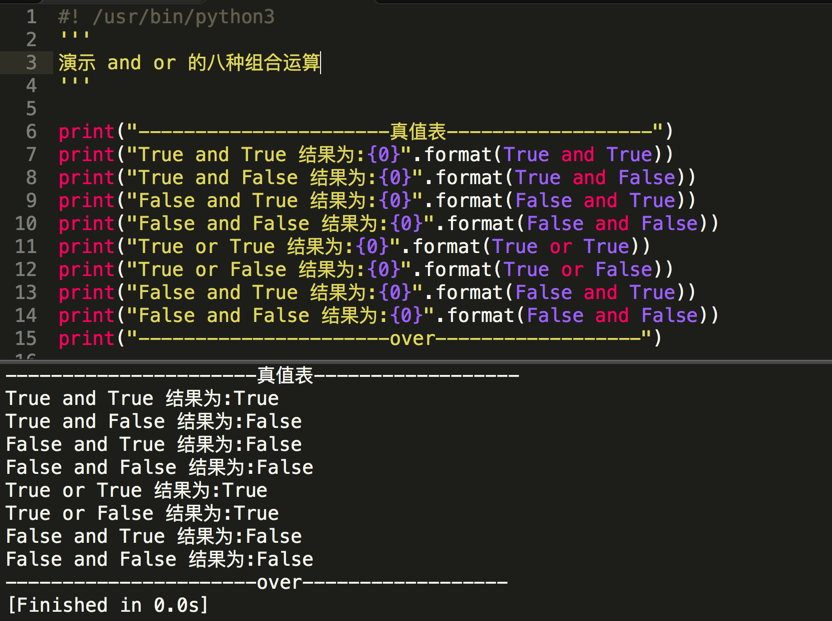 1 #! /usr/bin/python3
2 '''
3 演示 and or 的八种组合运算
4 '''
5
6 print("----------------------真值表------------------")
7 print("True and True 结果为:{0}".format(True and True))
8 print("True and False 结果为:{0}".format(True and False))
9 print("False and True 结果为:{0}".format(False and True))
10 print("False and False 结果为:{0}".format(False and False))
11 print("True or True 结果为:{0}".format(True or True))
12 print("True or False 结果为:{0}".format(True or False))
13 print("False and True 结果为:{0}".format(False and True))
14 print("False and False 结果为:{0}".format(False and False))
15 print("----------------------over------------------")
16
----------------------真值表------------------
True and True 结果为:True
True and False 结果为:False
False and True 结果为:False
False and False 结果为:False
True or True 结果为:True
True or False 结果为:True
False and True 结果为:False
False and False 结果为:False
----------------------over------------------
[Finished in 0.0s]